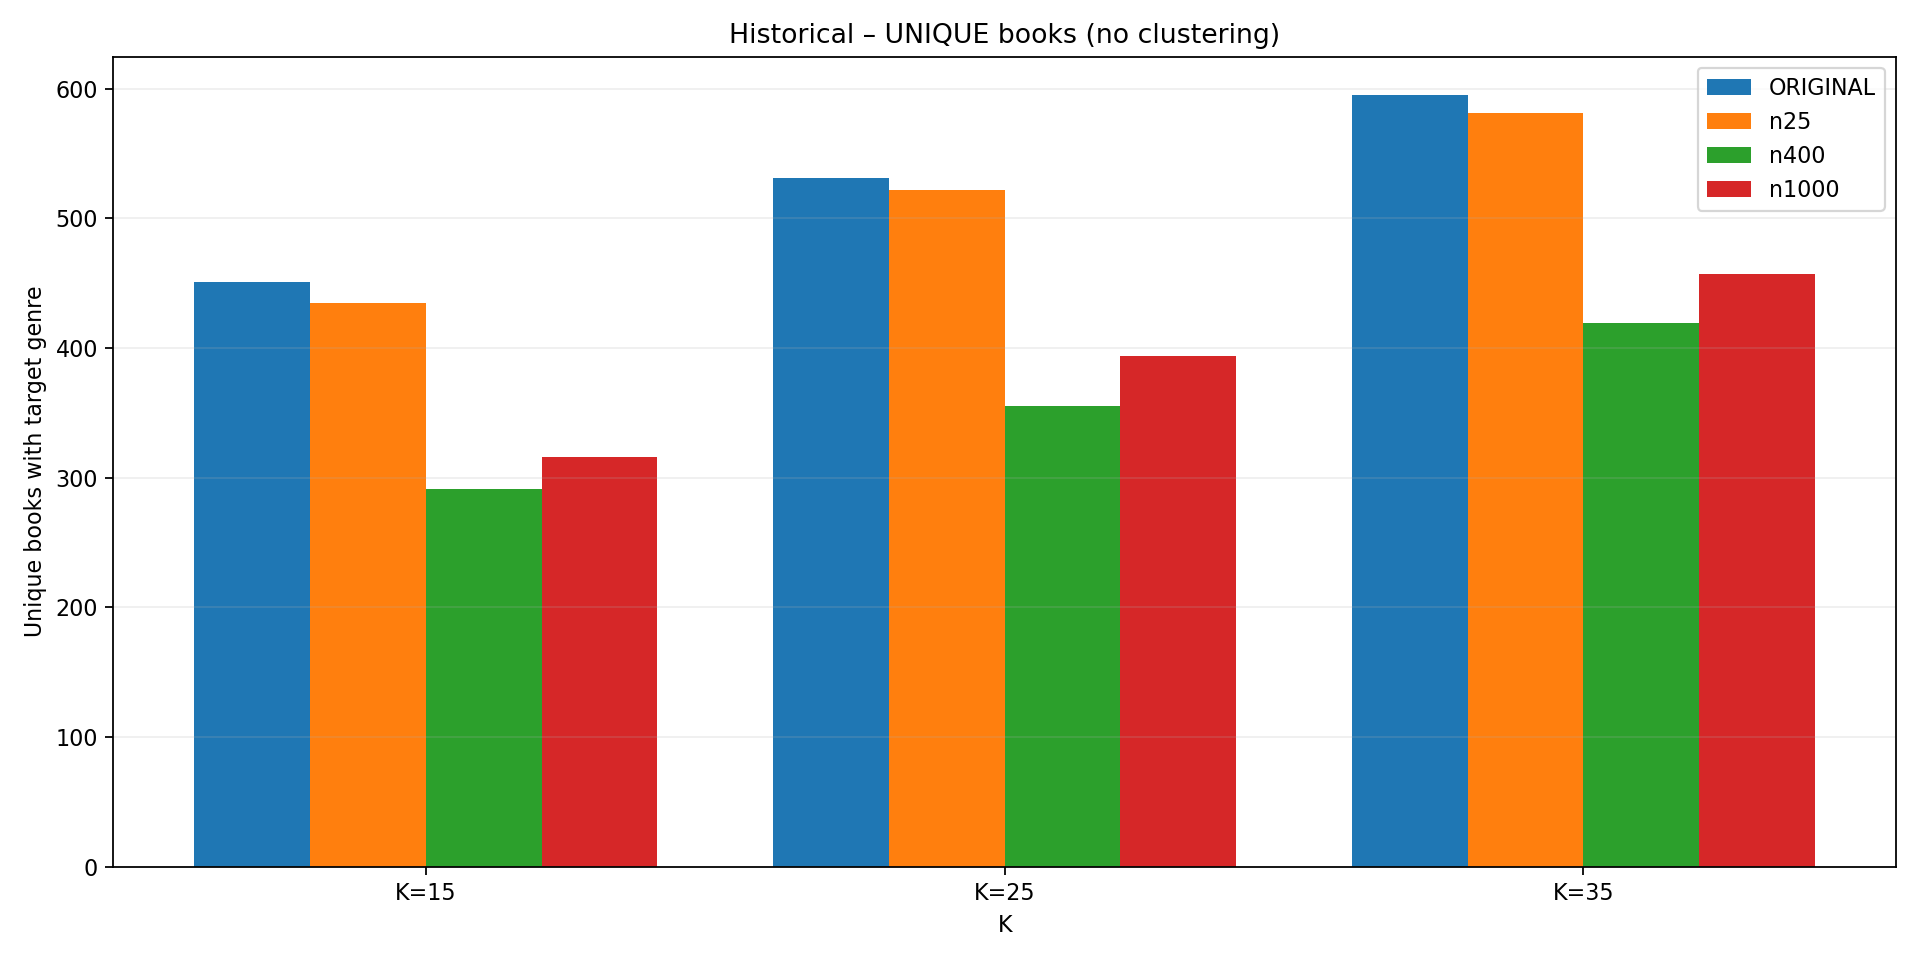 Historical – UNIQUE books (no clustering)
ORIGINAL
n25
n400
n1000
Unique books with target genre
600
500
400
300
200
100
0
K=15
K=25
K=35
K